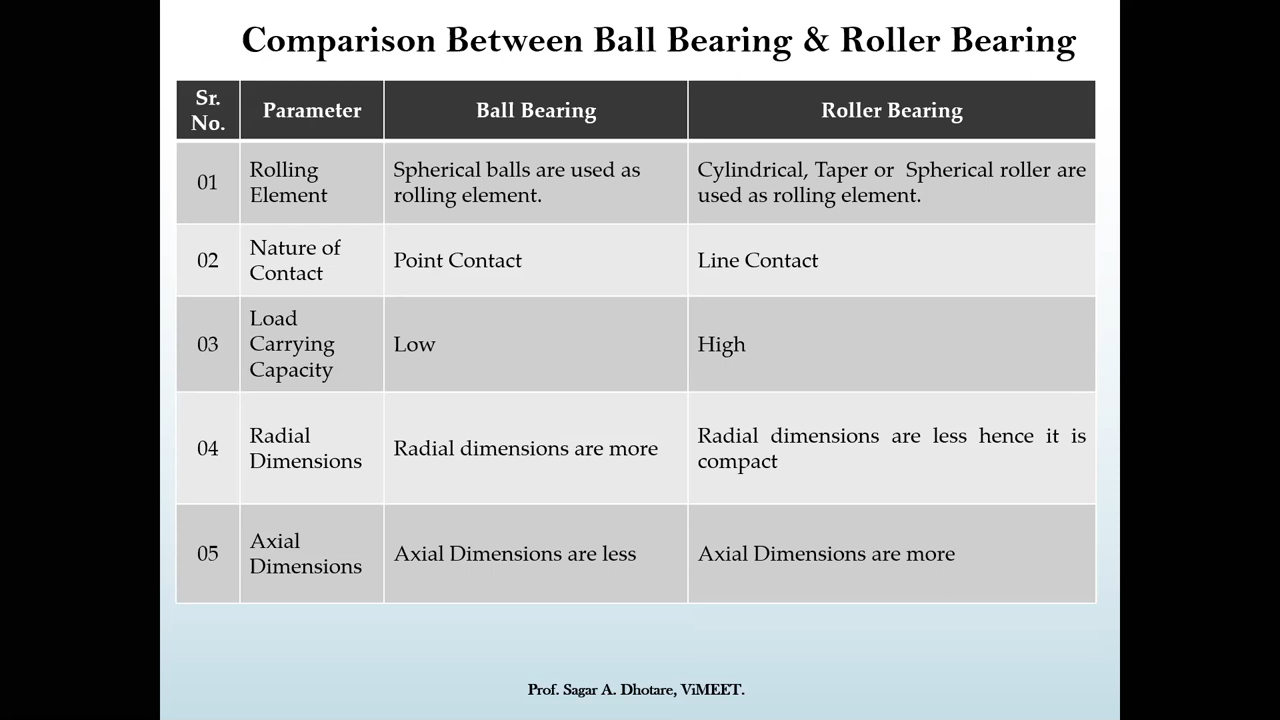 Comparison Between Ball Bearing & Roller Bearing
Sr.
No.
Parameter
Ball Bearing
Roller Bearing
01
Rolling
Element
Spherical balls are used as
rolling element.
Cylindrical, Taper or Spherical roller are
used as rolling element.
02
Nature of
Contact
Point Contact
Line Contact
03
Load
Carrying
Capacity
Low
High
04
Radial
Dimensions
Radial dimensions are more
Radial dimensions are less hence it is
compact
05
Axial
Dimensions
Axial Dimensions are less
Axial Dimensions are more
Prof. Sagar A. Dhotare, ViMEET.